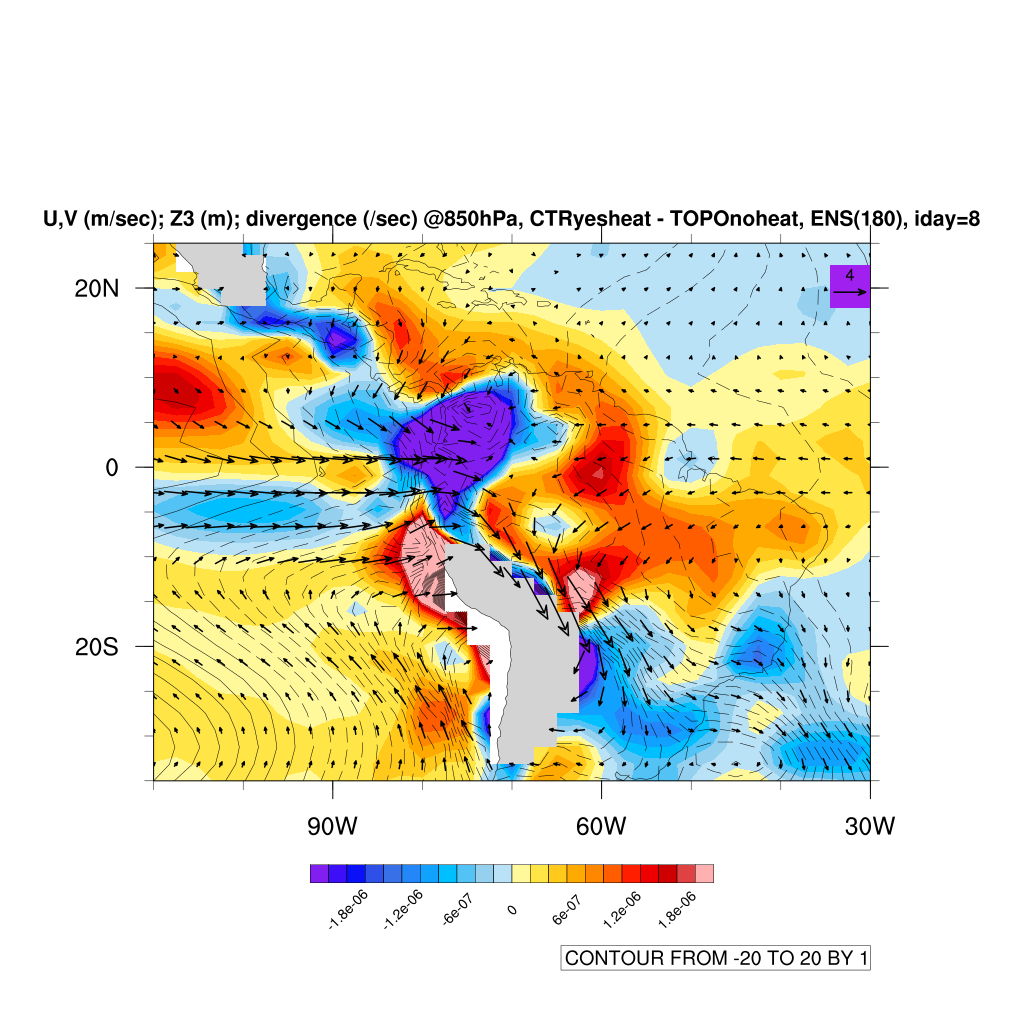 U,V (m/sec); Z3 (m); divergence (/sec) @850hPa, CTRyesheat - TOPOnoheat, ENS(180), iday=8
4
20N
0
20S
90W
60W
30W
-1.8e-06
-1.2e-06
-6e-07
0
6e-07
1.2e-06
1.8e-06
CONTOUR FROM -20 TO 20 BY 1